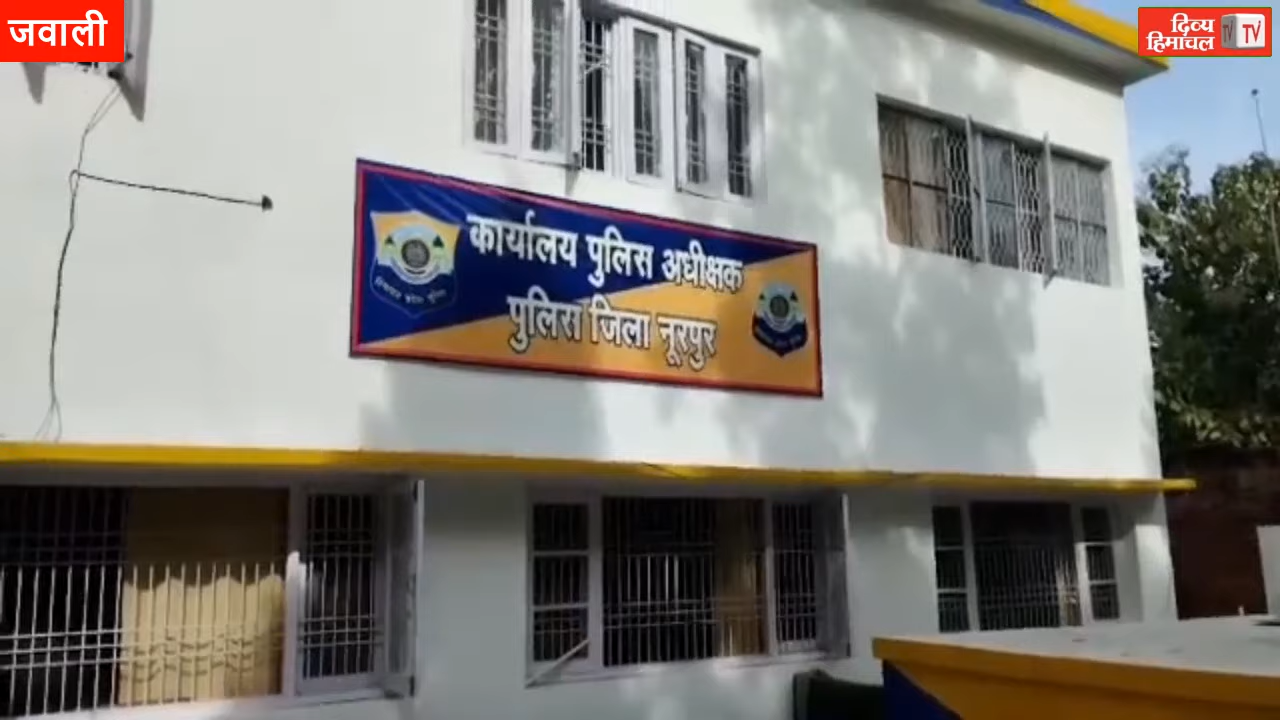 जवाली
दिव्य
हिमाचल
TV
कार्यालय पुलिस अधीक्षक
पुलिस जिला नूरपुर